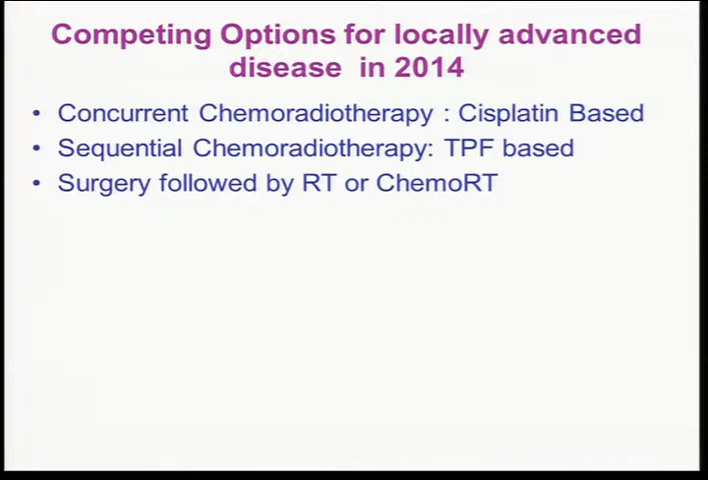 Competing Options for locally advanced
disease in 2014
• Concurrent Chemoradiotherapy : Cisplatin Based
• Sequential Chemoradiotherapy: TPF based
• Surgery followed by RT or ChemoRT